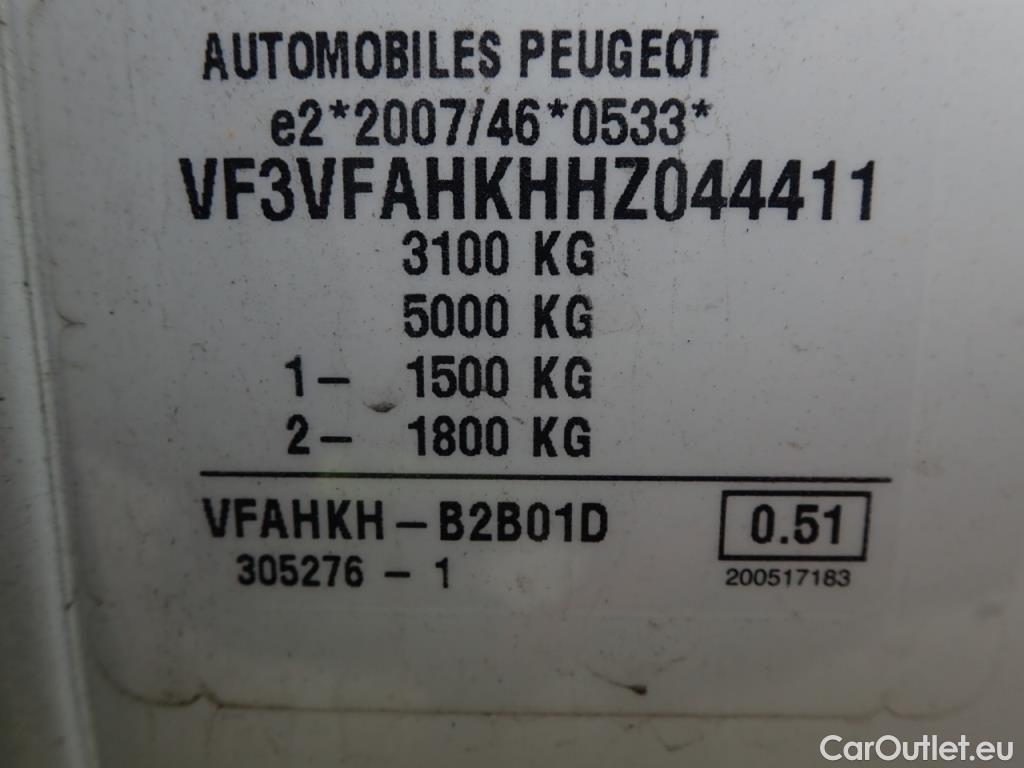 AUTOMOBILES PEUGEOT
e2*2007/46*0533*
VF3VFAHKHHZ044411
3100 KG
5000 KG
1- 1500 KG
2- 1800 KG
VFAHKH-B2B01D
0.51
305276-1
200517183
CarOutlet.eu